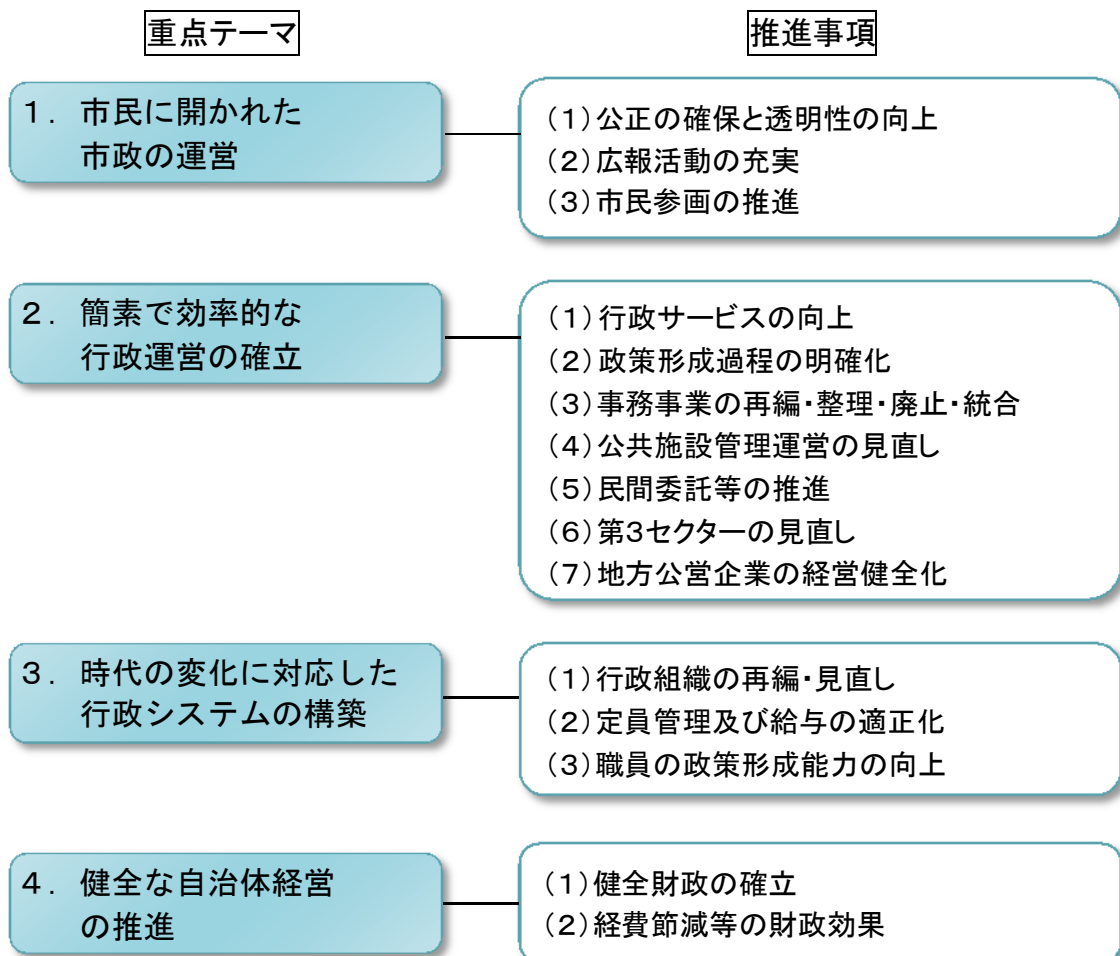 重点テーマ
推進事項
１．市民に開かれた
市政の運営
（１）公正の確保と透明性の向上
（２）広報活動の充実
（３）市民参画の推進
２．簡素で効率的な
行政運営の確立
（１）行政サービスの向上
（２）政策形成過程の明確化
（３）事務事業の再編・整理・廃止・統合
（４）公共施設管理運営の見直し
（５）民間委託等の推進
（６）第３セクターの見直し
（７）地方公営企業の経営健全化
３．時代の変化に対応した
行政システムの構築
（１）行政組織の再編・見直し
（２）定員管理及び給与の適正化
（３）職員の政策形成能力の向上
４．健全な自治体経営
の推進
（１）健全財政の確立
（２）経費節減等の財政効果